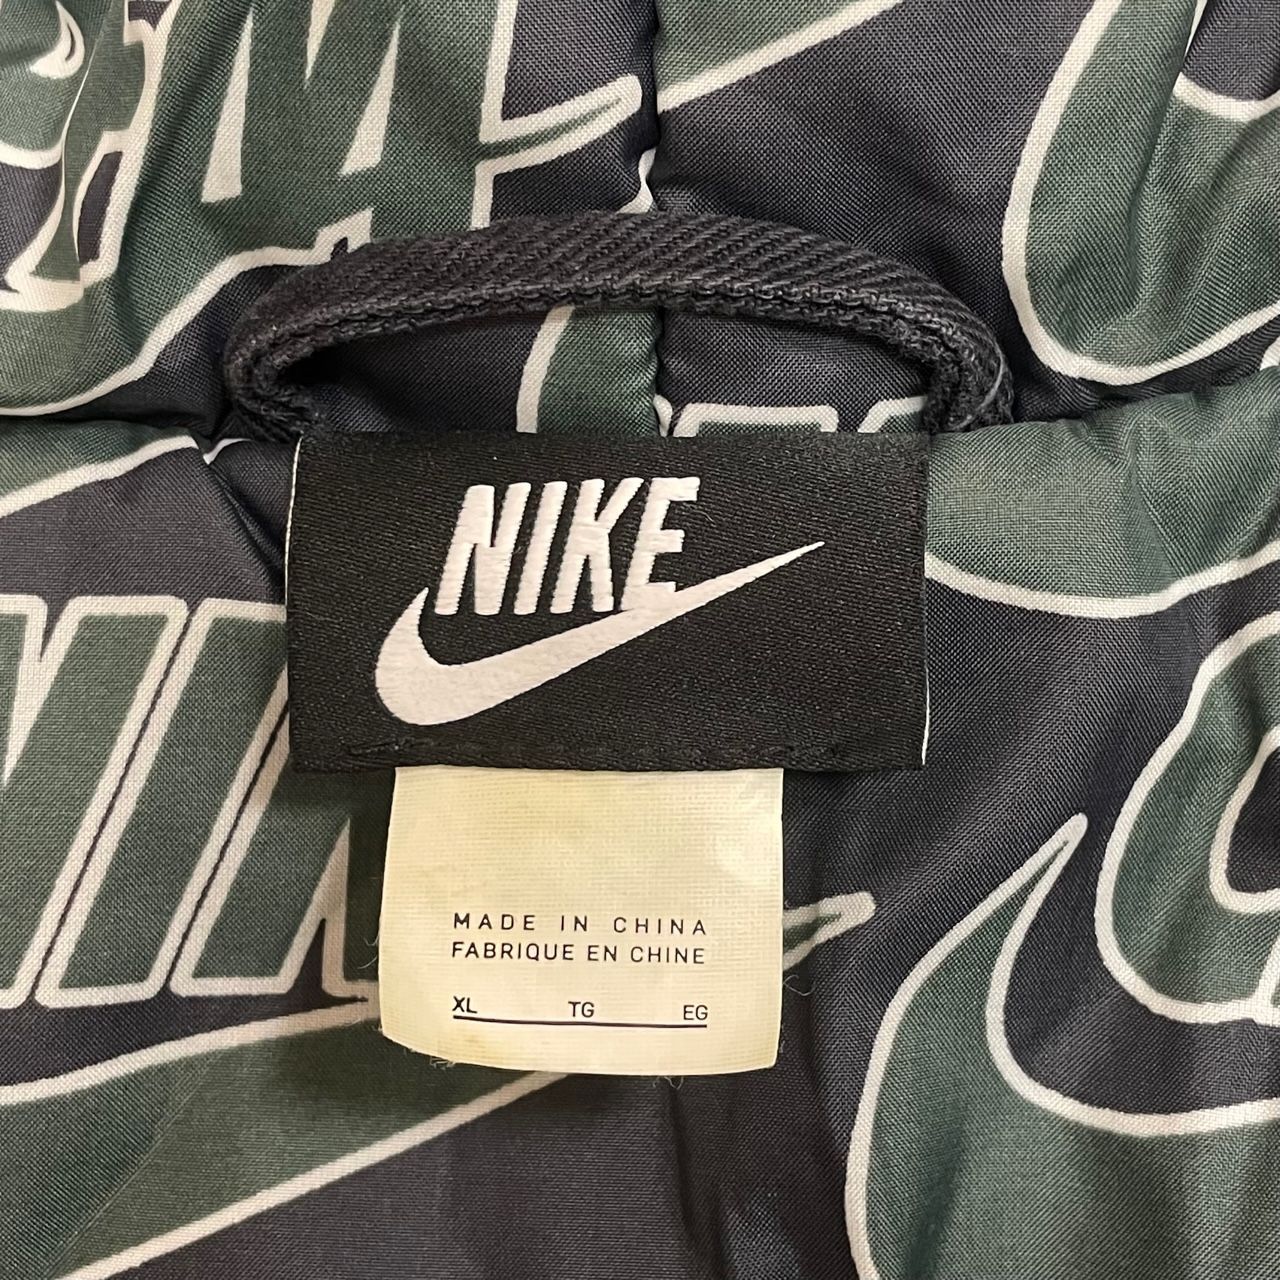 NIKE
MADE IN CHINA
FABRIQUE EN CHINE
XL TG EG